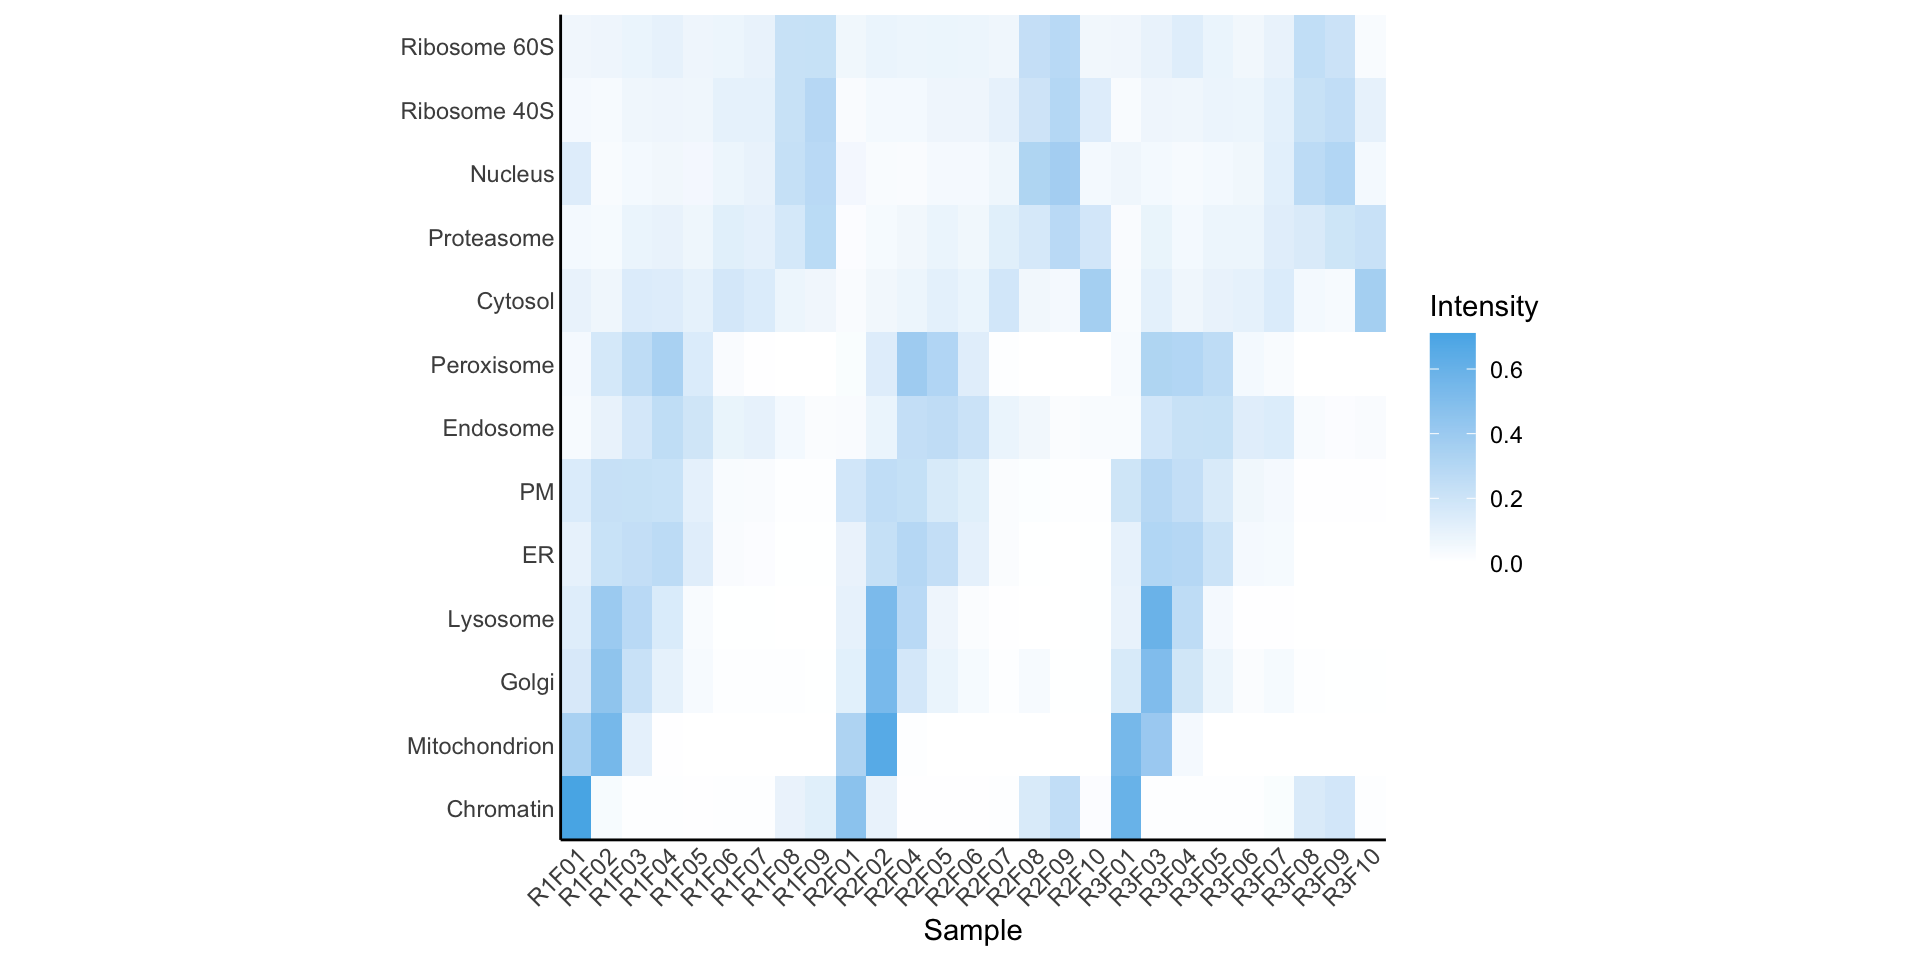 Ribosome 60S
Ribosome 40S
Nucleus
Proteasome
Cytosol
Peroxisome
Endosome
PM
ER
Lysosome
Golgi
Mitochondrion
Chromatin
R1F01
R1F02
R1F03
R1F04
R1F05
R1F06
R1F07
R1F08
R1F09
R2F01
R2F02
R2F04
R2F05
R2F06
R2F07
R2F08
R2F09
R2F10
R3F01
R3F03
R3F04
R3F05
R3F06
R3F07
R3F08
R3F09
R3F10
Sample
Intensity
0.6
0.4
0.2
0.0